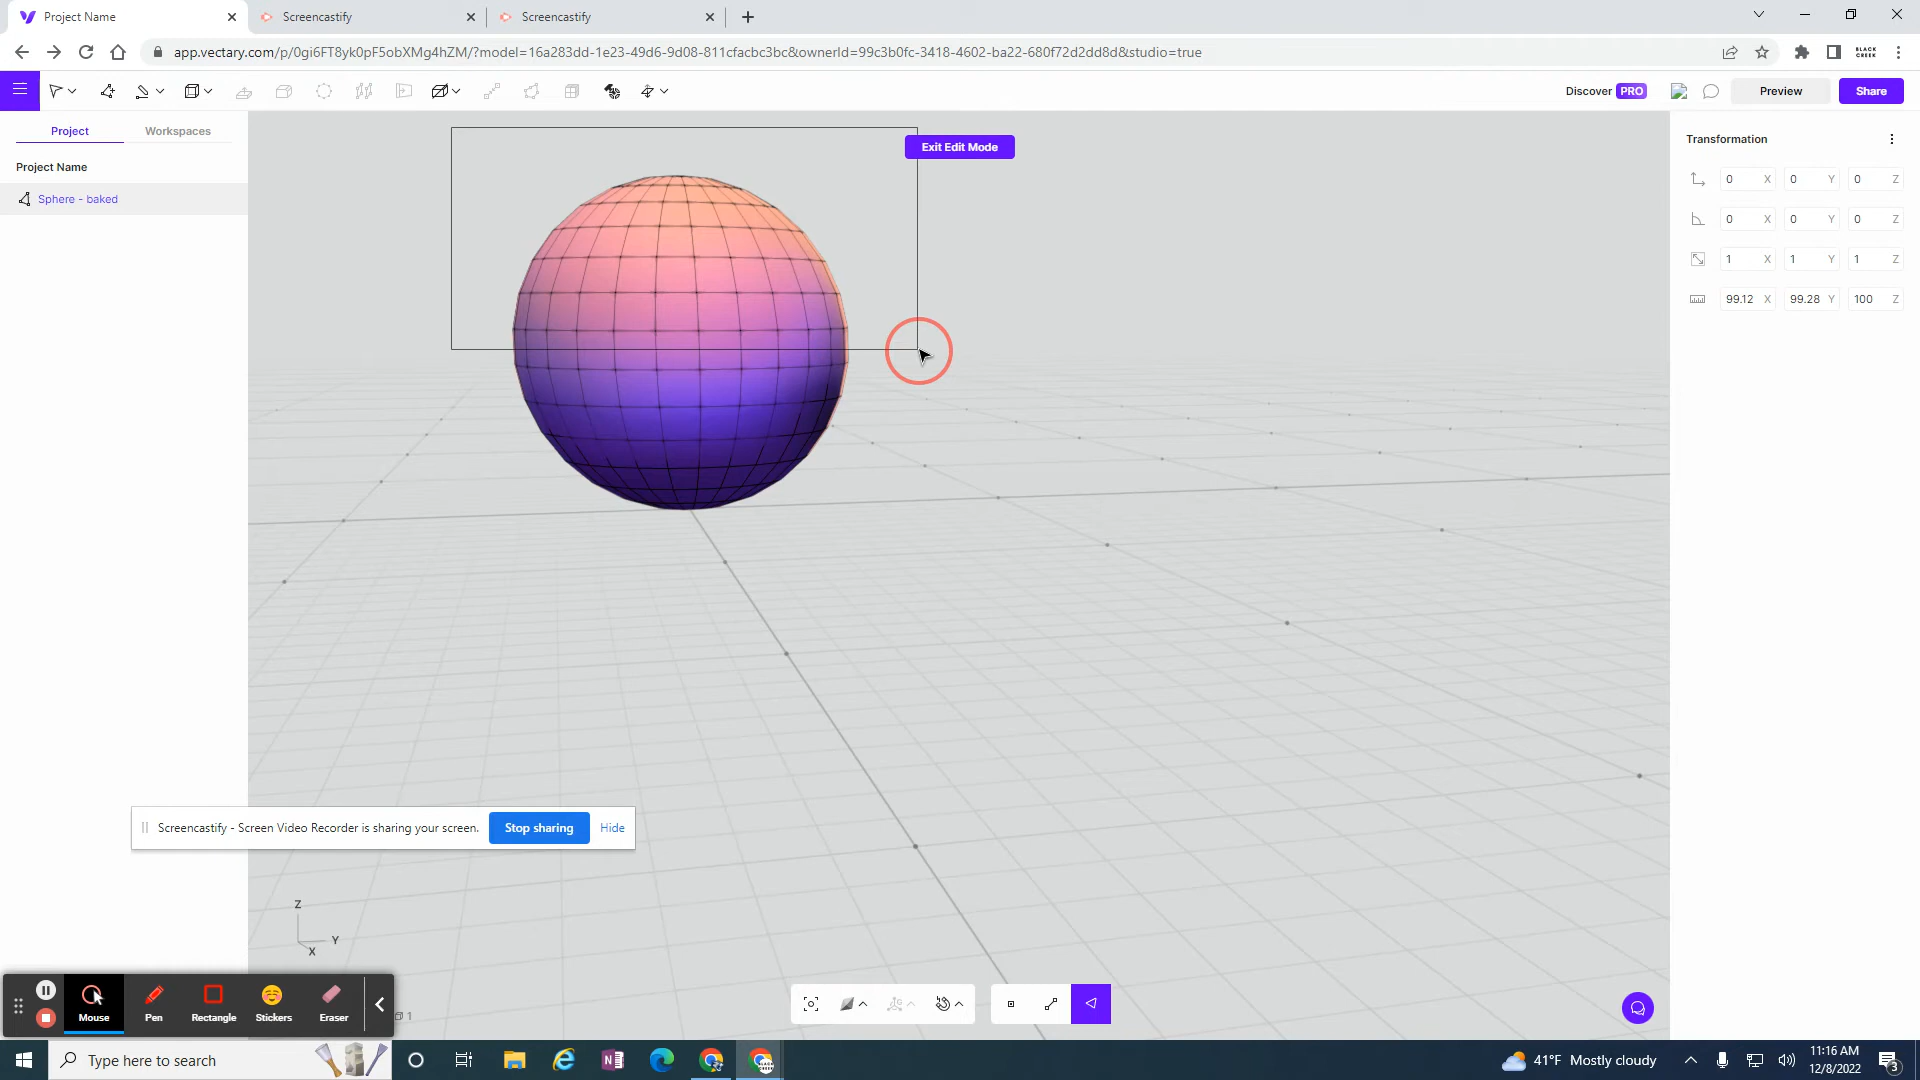 Project Name
Screencastify
Screencastify
app.vectary.com/p/0gi6FT8yk0pF5obXMg4hZM/?model=16a283dd-1e23-49d6-9d08-811cfacbc3bc&ownerId=99c3b0fc-3418-4602-ba22-680f72d2dd8d&studio=true
BLACK
CREEK
Discover PRO
Preview
Share
Project
Workspaces
Project Name
Sphere - baked
Exit Edit Mode
Transformation
0 X 0 Y 0 Z
0 X 0 Y 0 Z
1 X 1 Y 1 Z
99.12 X 99.28 Y 100 Z
Screencastify - Screen Video Recorder is sharing your screen.
Stop sharing
Hide
Z
Y
X
Mouse
Pen
Rectangle
Stickers
Eraser
1
Type here to search
41°F Mostly cloudy
11:16 AM
12/8/2022
3